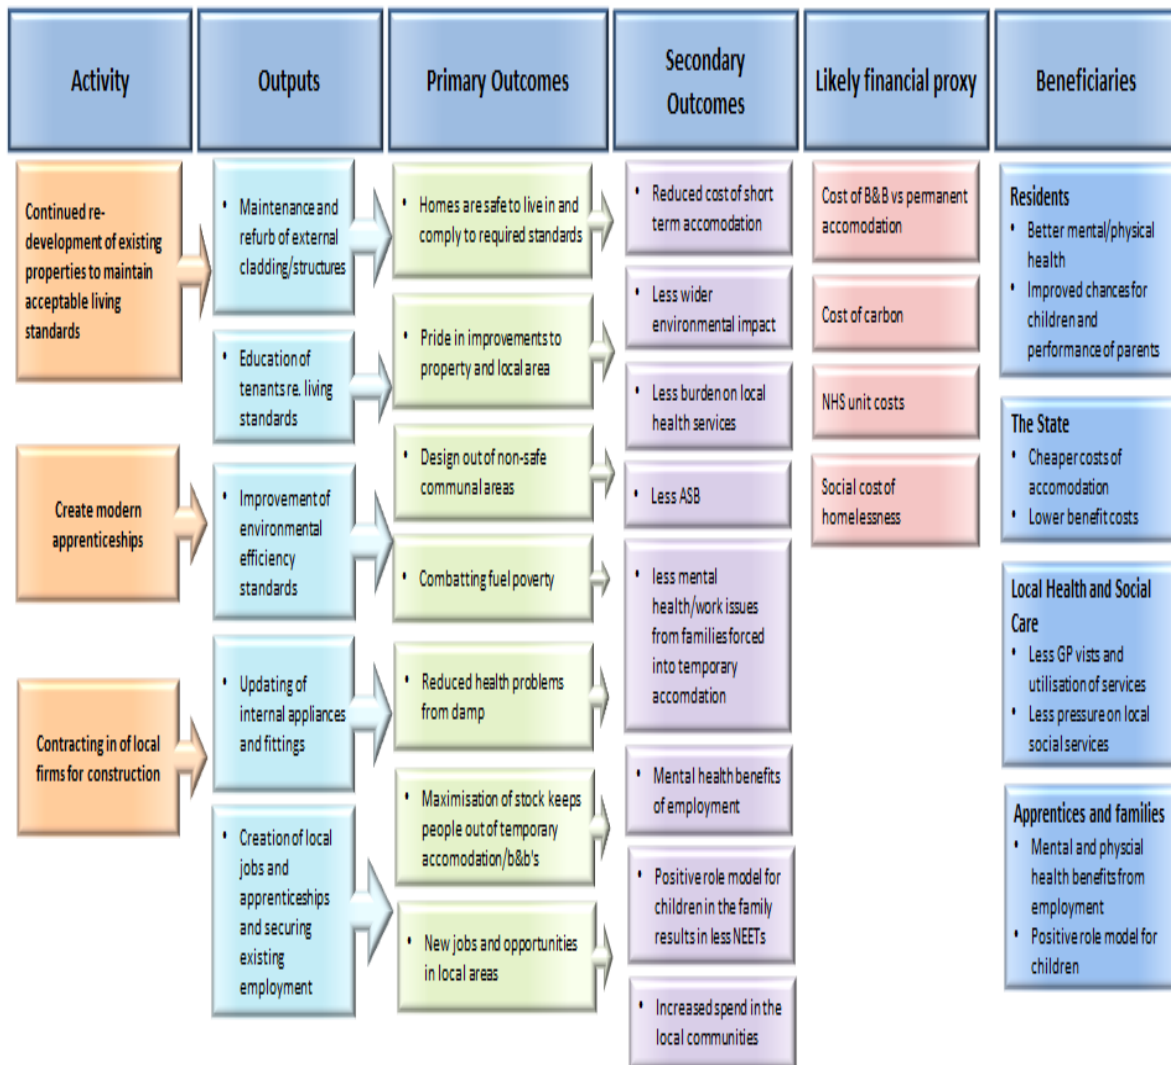 Activity
Outputs
Primary Outcomes
Secondary
Outcomes
Likely financial proxy
Beneficiaries
Continued re-
development of existing
properties to maintain
acceptable living
standards
Create modern
apprenticeships
Contracting in of local
firms for construction
• Maintenance and
refurb of external
cladding/structures
• Education of
tenants re. living
standards
• Improvement of
environmental
efficiency
standards
• Updating of
internal appliances
and fittings
• Creation of local
jobs and
apprenticeships
and securing
existing
employment
• Homes are safe to live in and
comply to required standards
• Pride in improvements to
property and local area
• Design out of non-safe
communal areas
• Combatting fuel poverty
• Reduced health problems
from damp
• Maximisation of stock keeps
people out of temporary
accomodation/b&b's
• New jobs and opportunities
in local areas
• Reduced cost of short
term accomodation
• Less wider
environmental impact
• Less burden on local
health services
• Less ASB
• less mental
health/work issues
from families forced
into temporary
accomdation
• Mental health benefits
of employment
• Positive role model for
children in the family
results in less NEETs
• Increased spend in the
local communities
Cost of B&B vs permanent
accomodation
Cost of carbon
NHS unit costs
Social cost of
homelessness
Residents
• Better mental/physical
health
• Improved chances for
children and
performance of parents
The State
• Cheaper costs of
accomodation
• Lower benefit costs
Local Health and Social
Care
• Less GP vists and
utilisation of services
• Less pressure on local
social services
Apprentices and families
• Mental and physcial
health benefits from
employment
• Positive role model for
children